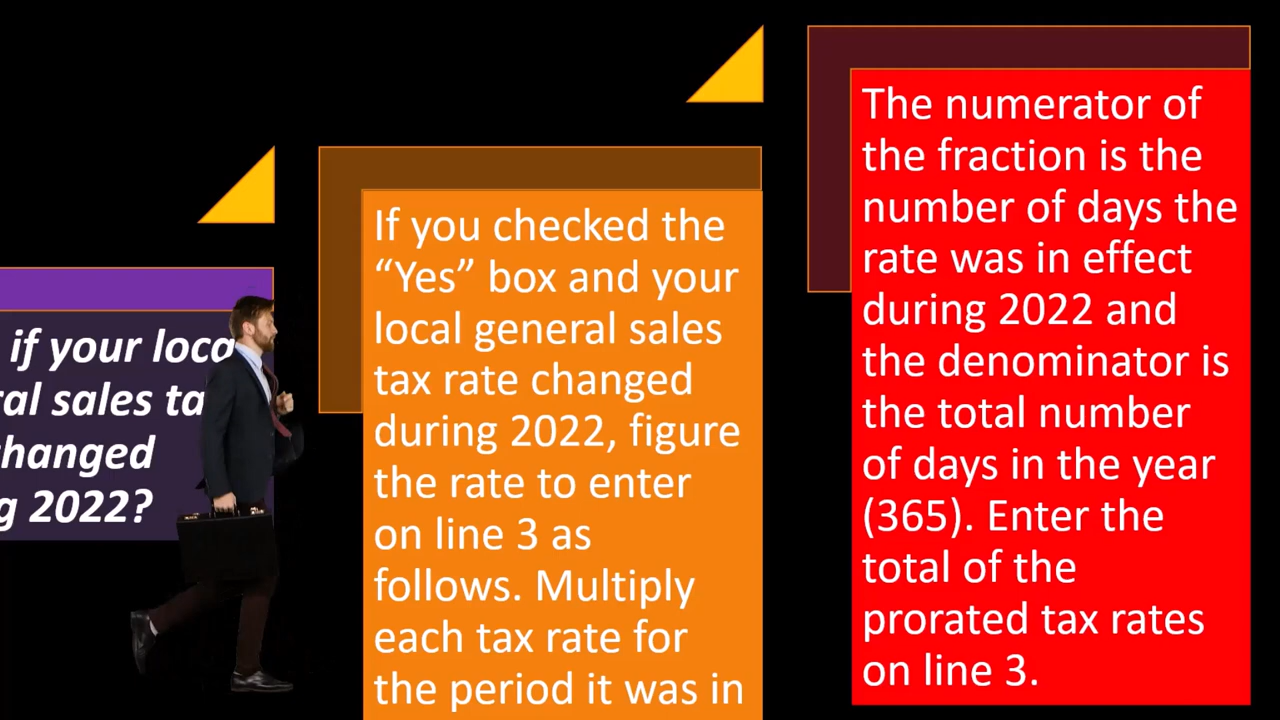 if your loca
al sales ta
hanged
g 2022?
If you checked the
“Yes” box and your
local general sales
tax rate changed
during 2022, figure
the rate to enter
on line 3 as
follows. Multiply
each tax rate for
the period it was in
The numerator of
the fraction is the
number of days the
rate was in effect
during 2022 and
the denominator is
the total number
of days in the year
(365). Enter the
total of the
prorated tax rates
on line 3.